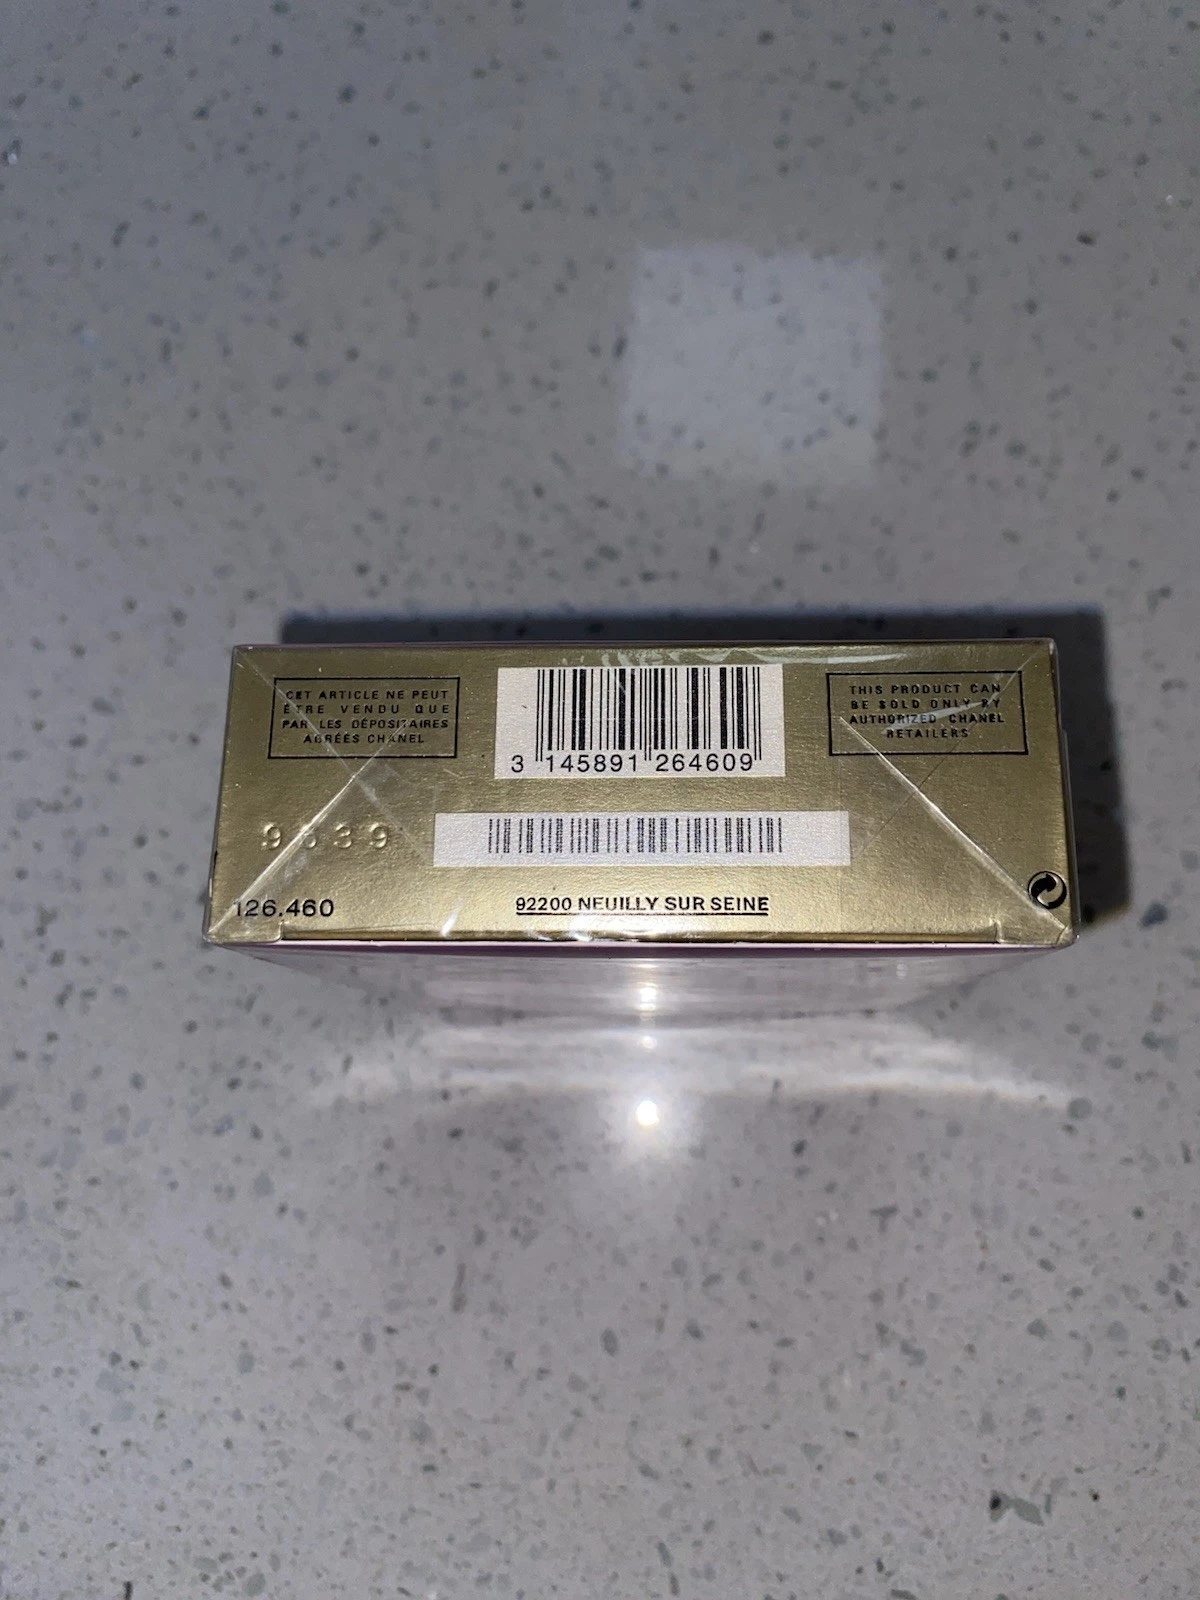 CET ARTICLE NE PEUT
ÊTRE VENDU QUE
PAR LES DÉPOSITAIRES
AGRÉÉS CHANEL
3 145891 264609
THIS PRODUCT CAN
BE SOLD ONLY BY
AUTHORIZED CHANEL
RETAILERS
126.460
92200 NEUILLY SUR SEINE